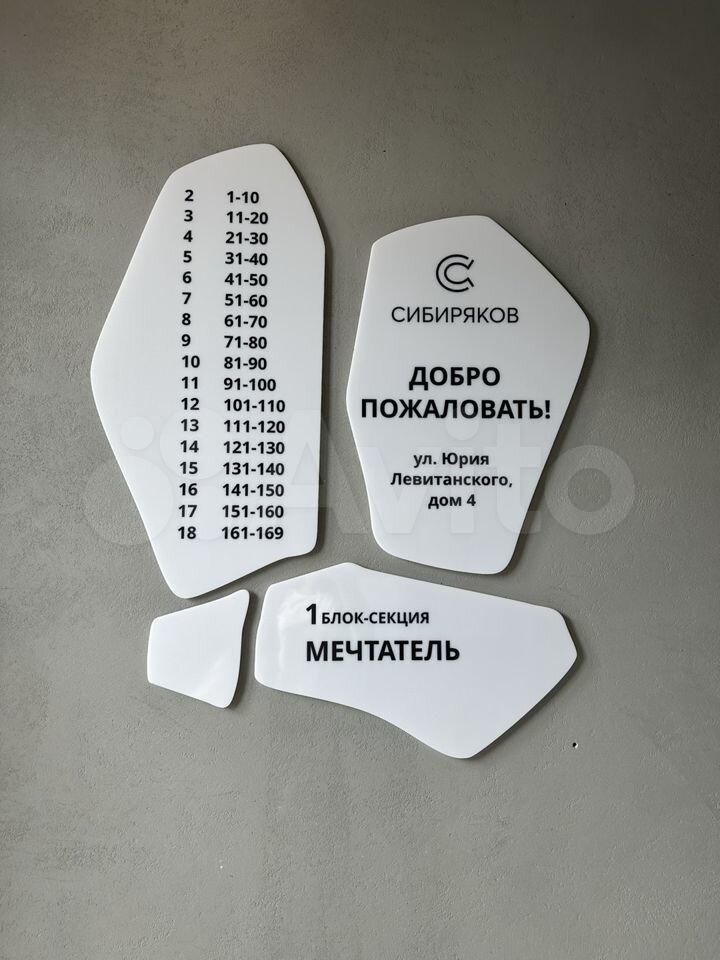 2 1-10
3 11-20
4 21-30
5 31-40
6 41-50
7 51-60
8 61-70
9 71-80
10 81-90
11 91-100
12 101-110
13 111-120
14 121-130
15 131-140
16 141-150
17 151-160
18 161-169
СИБИРЯКОВ
ДОБРО
ПОЖАЛОВАТЬ!
ул. Юрия
Левитанского,
дом 4
1 БЛОК-СЕКЦИЯ
МЕЧТАТЕЛЬ
Avito